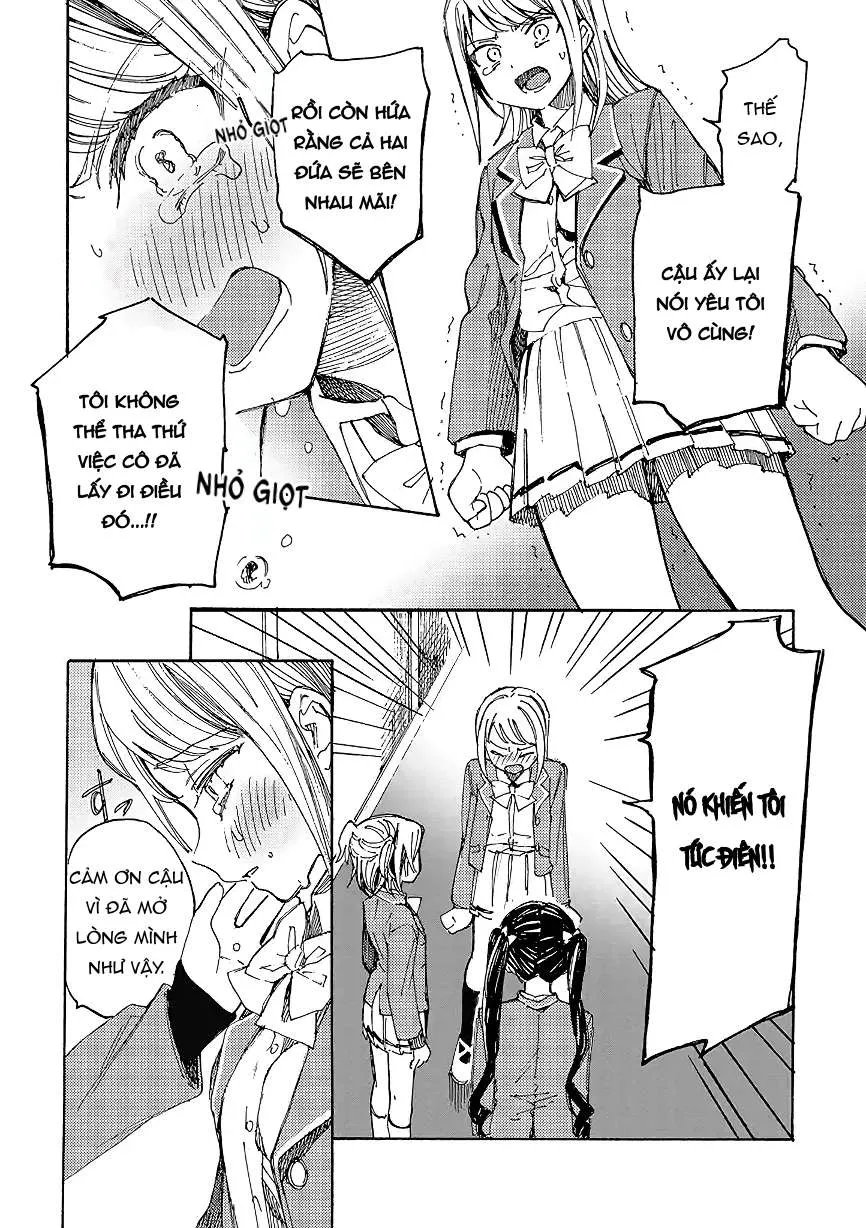 THẾ
SAO,
CẬU ẤY LẠI
NÓI YÊU TÔI
VÔ CÙNG!
RỒI CÒN HỨA
RẰNG CẢ HAI
ĐỨA SẼ BÊN
NHAU MÃI!
NHỎ GIỌT
TÔI KHÔNG
THỂ THA THỨ
VIỆC CÔ ĐÃ
LẤY ĐI ĐIỀU
ĐÓ...!!
NHỎ GIỌT
NÓ KHIẾN TÔI
TỨC ĐIÊN!!
すっ
CẢM ƠN CẬU
VÌ ĐÃ MỞ
LÒNG MÌNH
NHƯ VẬY.